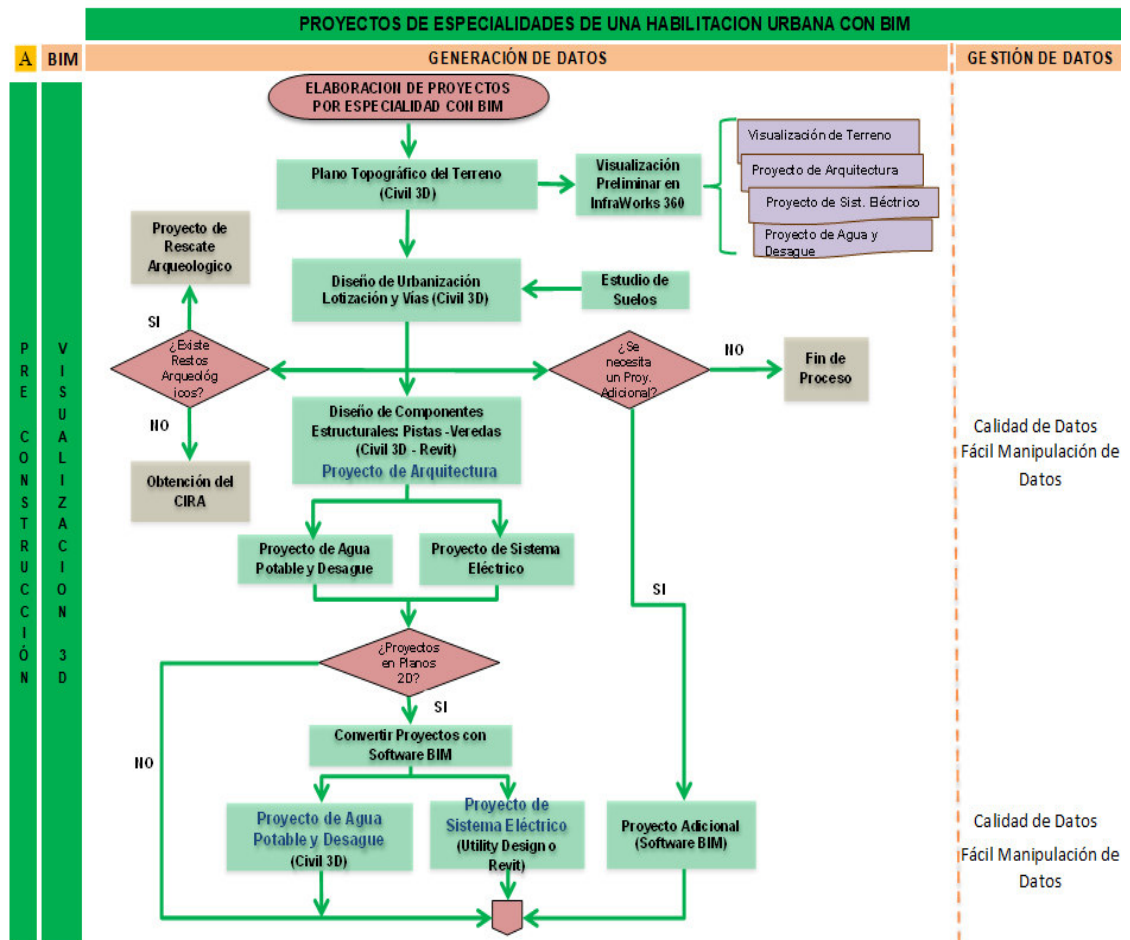 PROYECTOS DE ESPECIALIDADES DE UNA HABILITACION URBANA CON BIM
A
BIM
GENERACIÓN DE DATOS
GESTIÓN DE DATOS
PRE CONSTRUCCIÓN
VISUALIZACION 3D
ELABORACION DE PROYECTOS
POR ESPECIALIDAD CON BIM
Plano Topográfico del Terreno
(Civil 3D)
Visualización
Preliminar en
InfraWorks 360
Visualización de Terreno
Proyecto de Arquitectura
Proyecto de Sist. Eléctrico
Proyecto de Agua y
Desague
Proyecto de
Rescate
Arqueologico
Diseño de Urbanización
Lotización y Vías (Civil 3D)
Estudio de
Suelos
SI
¿Existe
Restos
Arqueológ
icos?
NO
Obtención del
CIRA
¿Se
necesita
un Proy.
Adicional?
NO
Fin de
Proceso
Diseño de Componentes
Estructurales: Pistas -Veredas
(Civil 3D - Revit)
Proyecto de Arquitectura
Calidad de Datos
Fácil Manipulación de
Datos
Proyecto de Agua
Potable y Desague
Proyecto de Sistema
Eléctrico
SI
¿Proyectos
en Planos
2D?
SI
NO
Convertir Proyectos con
Software BIM
Proyecto de Agua
Potable y Desague
(Civil 3D)
Proyecto de
Sistema Eléctrico
(Utility Design o
Revit)
Proyecto Adicional
(Software BIM)
Calidad de Datos
Fácil Manipulación de
Datos